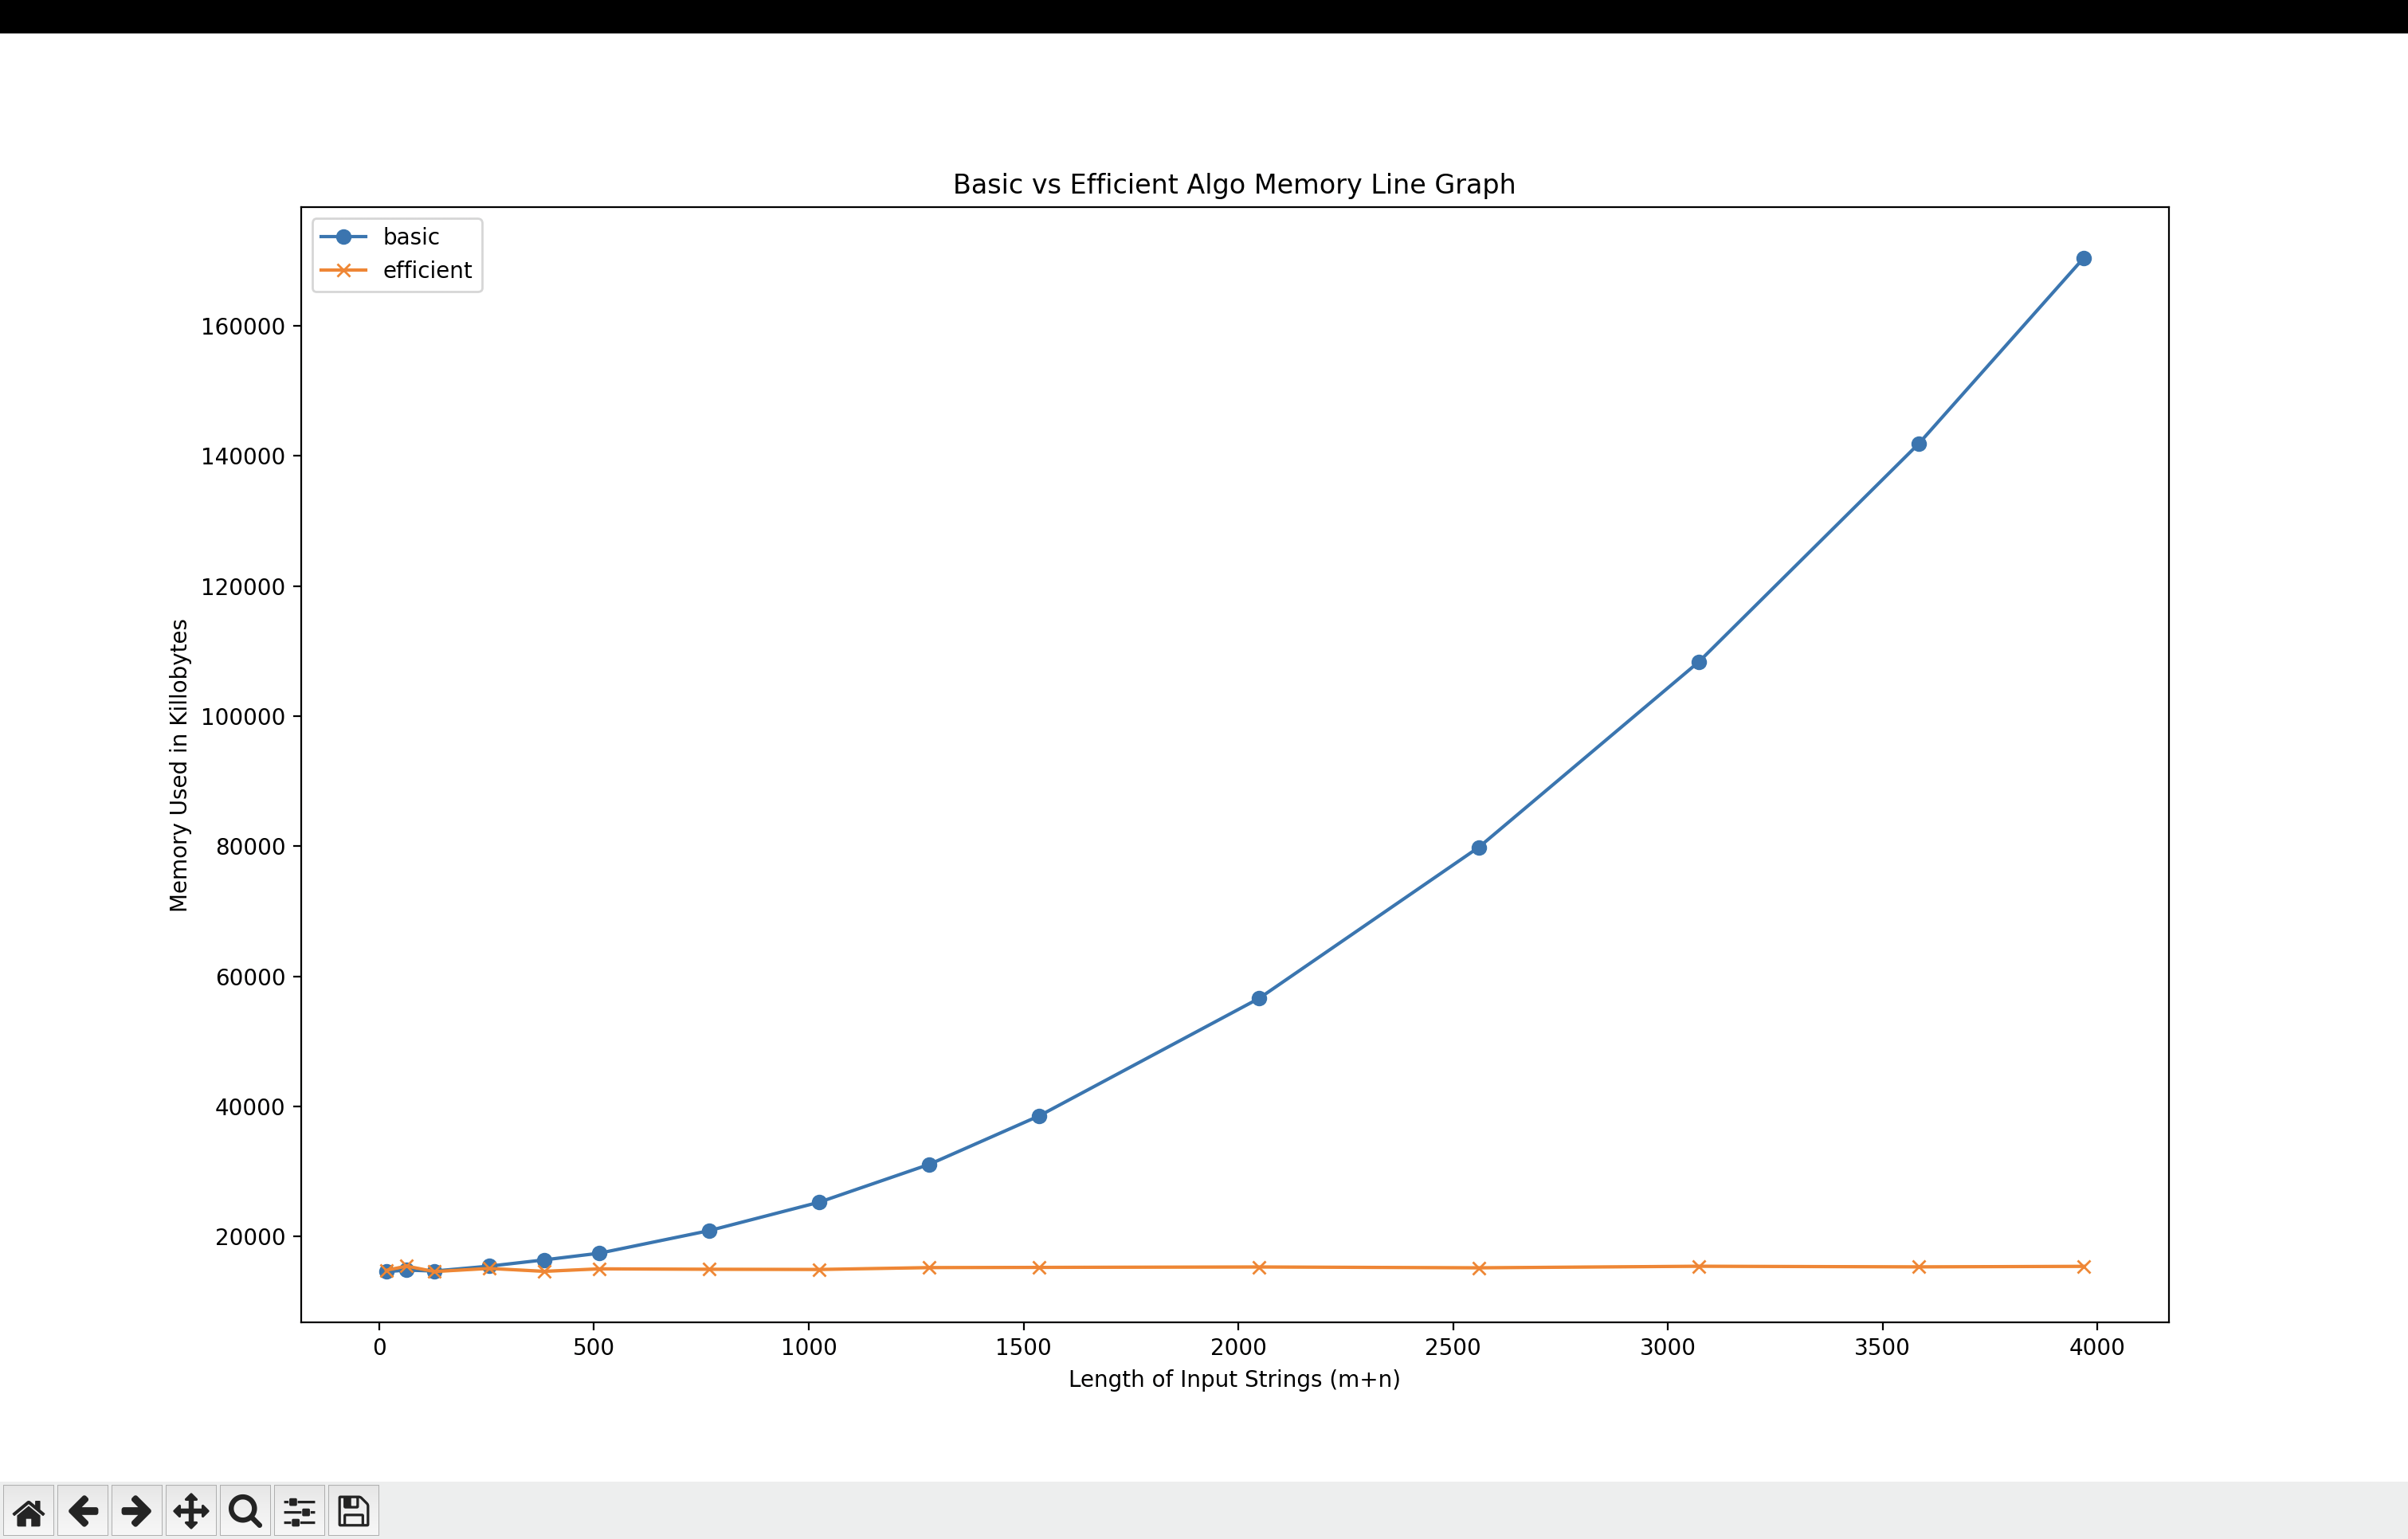 Basic vs Efficient Algo Memory Line Graph
basic
efficient
160000
140000
120000
100000
80000
60000
40000
20000
Memory Used in Killobytes
0 500 1000 1500 2000 2500 3000 3500 4000
Length of Input Strings (m+n)